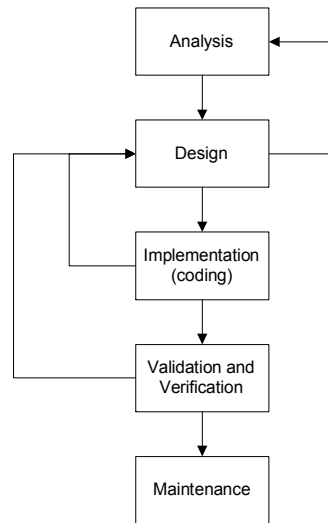 Analysis
Design
Implementation
(coding)
Validation and
Verification
Maintenance